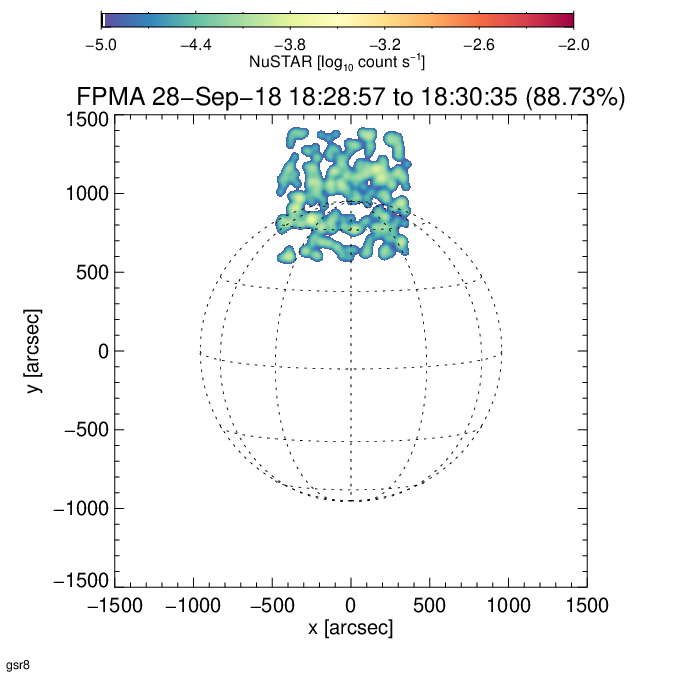 −5.0 −4.4 −3.8 −3.2 −2.6 −2.0
NuSTAR [log₁₀ count s⁻¹]
FPMA 28−Sep−18 18:28:57 to 18:30:35 (88.73%)
1500
1000
500
0
−500
−1000
−1500
y [arcsec]
−1500 −1000 −500 0 500 1000 1500
x [arcsec]
gsr8